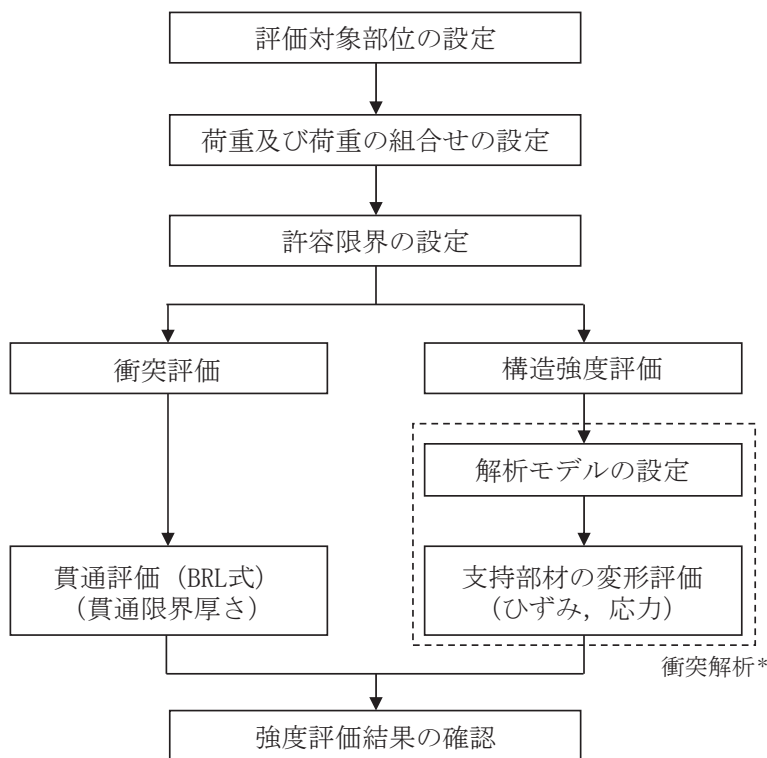 評価対象部位の設定
荷重及び荷重の組合せの設定
許容限界の設定
衝突評価
構造強度評価
解析モデルの設定
貫通評価（BRL式）
（貫通限界厚さ）
支持部材の変形評価
（ひずみ，応力）
衝突解析*
強度評価結果の確認